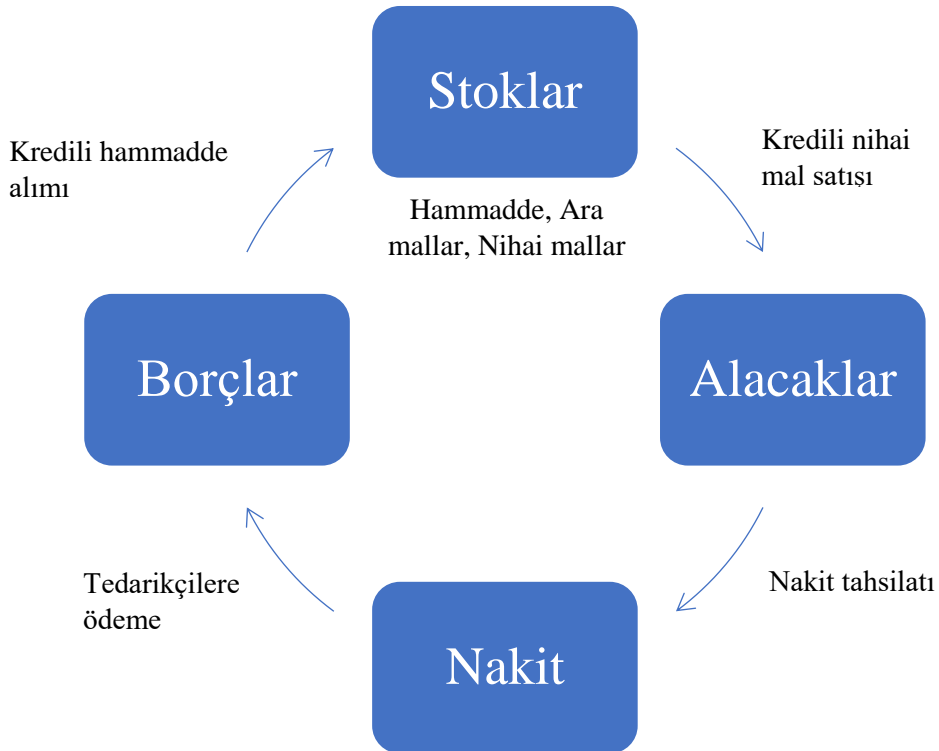 Stoklar
Kredili hammadde
alımı
Kredili nihai
mal satışı
Hammadde, Ara
mallar, Nihai mallar
Borçlar
Alacaklar
Tedarikçilere
ödeme
Nakit tahsilatı
Nakit